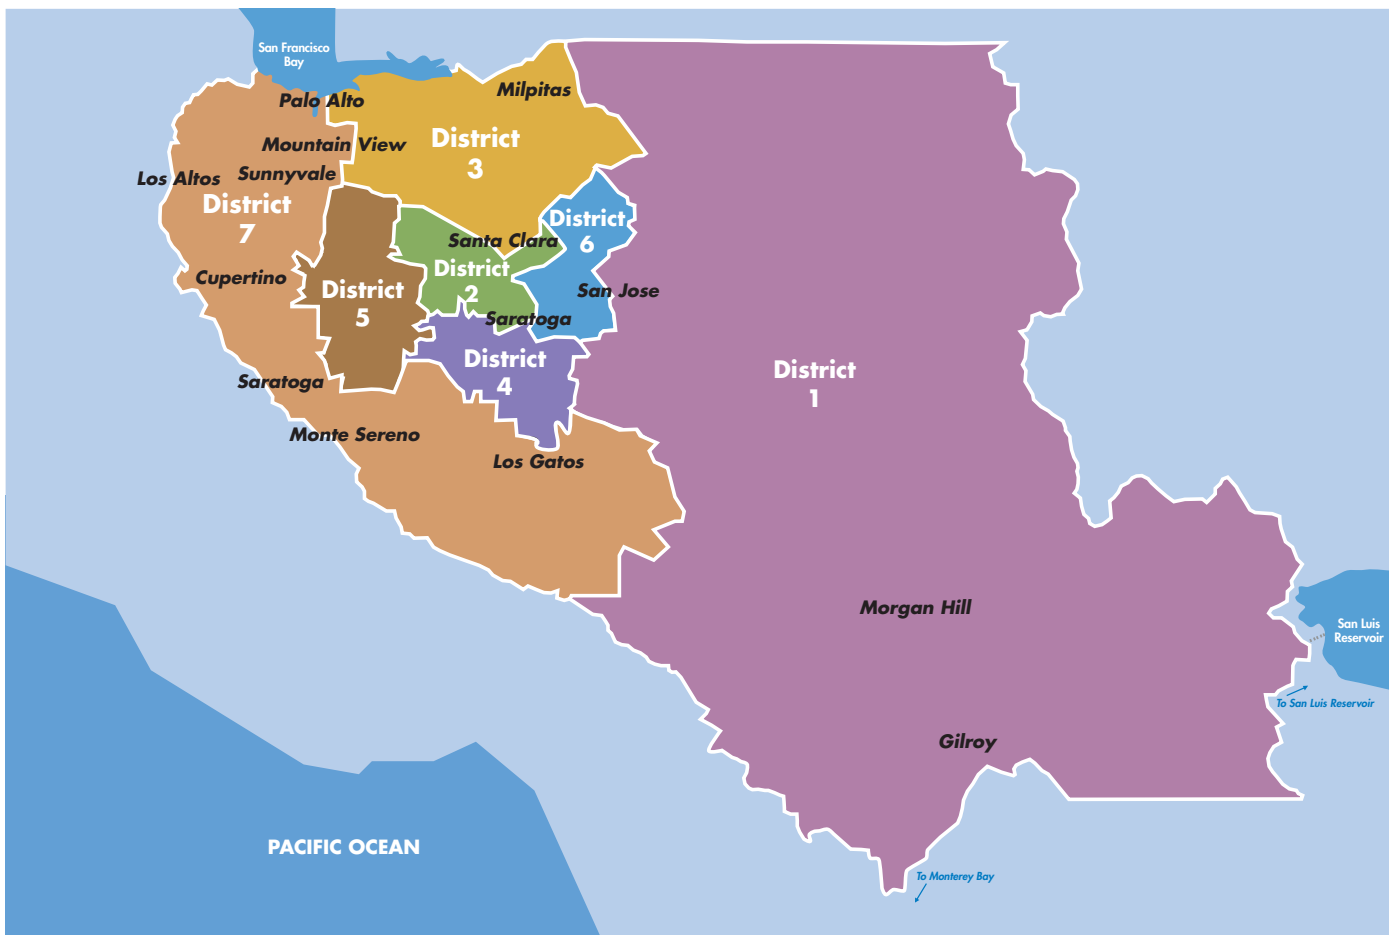 San Francisco
Bay
Palo Alto
Milpitas
Mountain View
District
3
Los Altos
Sunnyvale
District
7
District
6
Santa Clara
Cupertino
District
2
District
5
San Jose
Saratoga
District
4
District
1
Saratoga
Monte Sereno
Los Gatos
Morgan Hill
San Luis
Reservoir
To San Luis Reservoir
Gilroy
PACIFIC OCEAN
To Monterey Bay